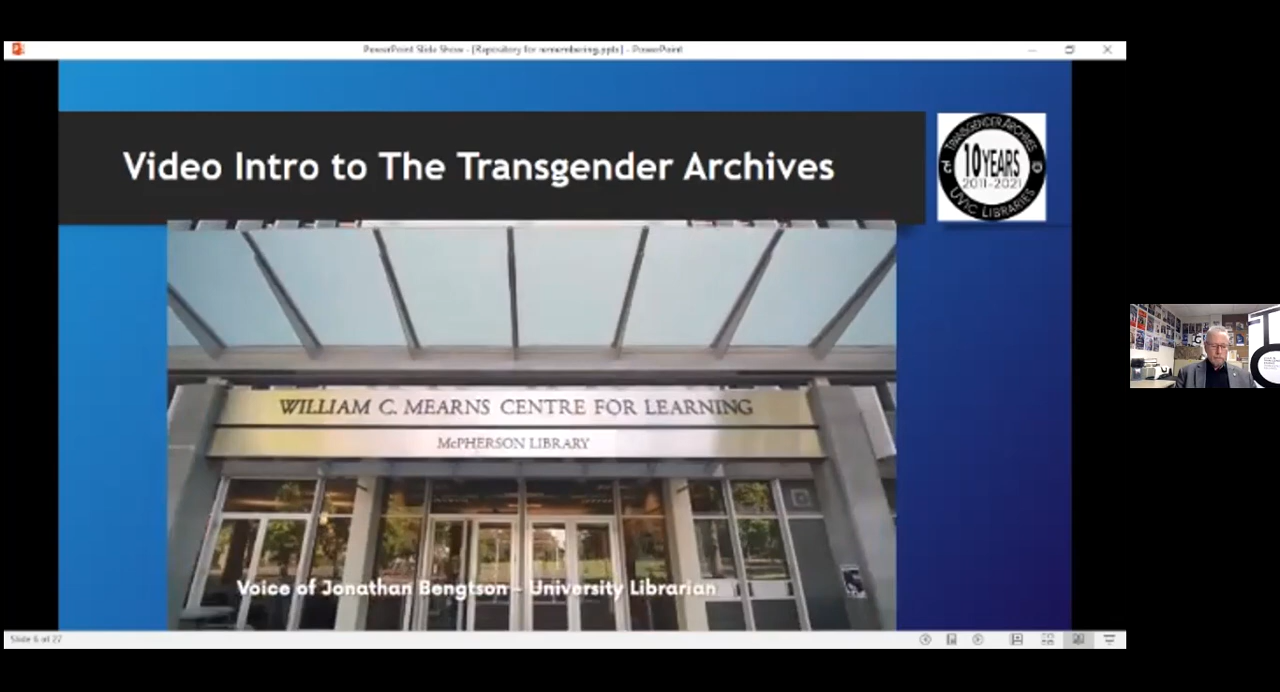 PowerPoint Slide Show - [Repository for remembering.pptx] - PowerPoint
Video Intro to The Transgender Archives
TRANSGENDER ARCHIVES
10 YEARS
2011-2021
UVIC LIBRARIES
WILLIAM C. MEARNS CENTRE FOR LEARNING
McPHERSON LIBRARY
Voice of Jonathan Bengtson - University Librarian
Slide 6 of 27